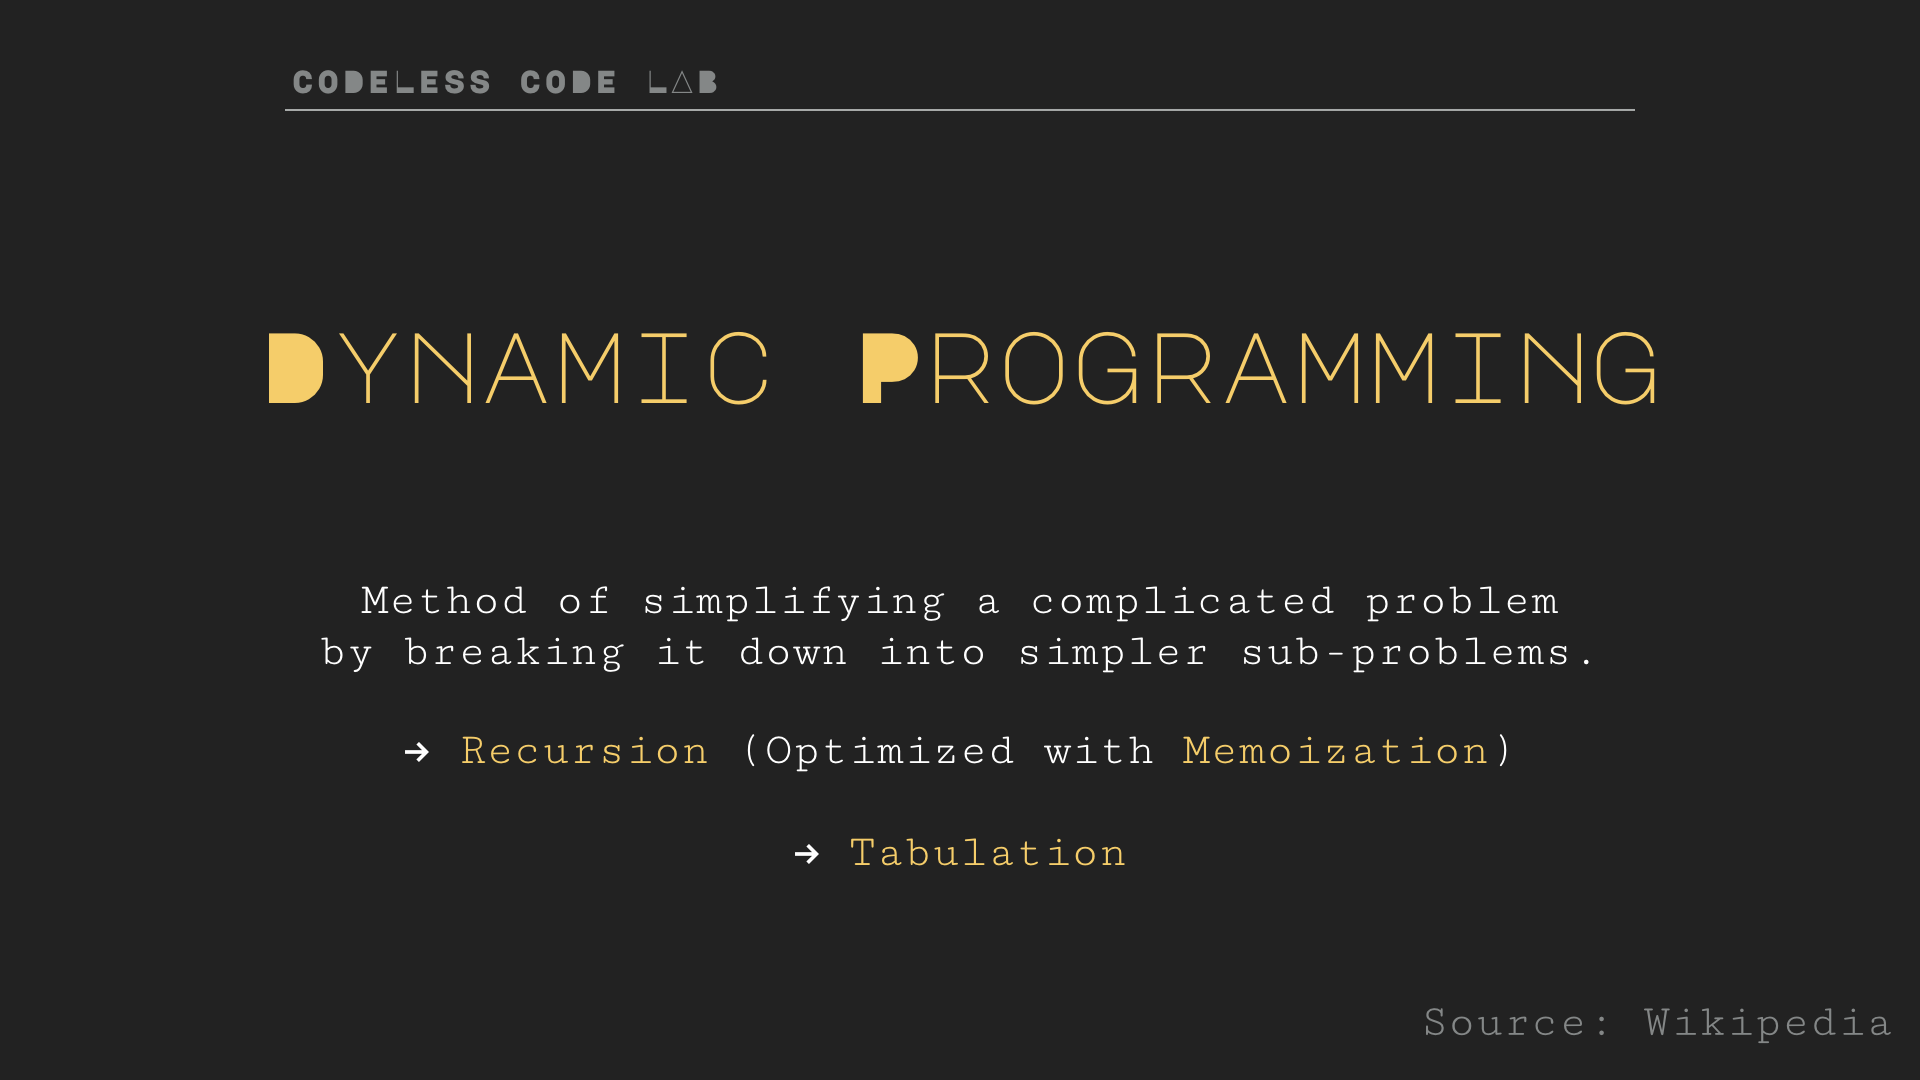 CODELESS CODE LAB
DYNAMIC PROGRAMMING
Method of simplifying a complicated problem
by breaking it down into simpler sub-problems.
→ Recursion (Optimized with Memoization)
→ Tabulation
Source: Wikipedia